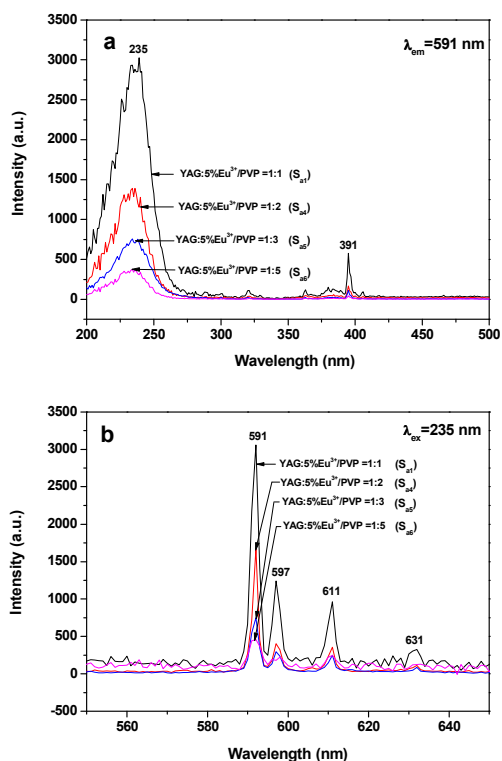 a
235
λem=591 nm
YAG:5%Eu3+/PVP =1:1 (Sa1)
YAG:5%Eu3+/PVP =1:2 (Sa4)
YAG:5%Eu3+/PVP =1:3 (Sa5)
YAG:5%Eu3+/PVP =1:5 (Sa6)
391
3500
3000
2500
2000
1500
1000
500
0
Intensity (a.u.)
200 250 300 350 400 450 500
Wavelength (nm)
b
591
λex=235 nm
YAG:5%Eu3+/PVP =1:1 (Sa1)
YAG:5%Eu3+/PVP =1:2 (Sa4)
YAG:5%Eu3+/PVP =1:3 (Sa5)
YAG:5%Eu3+/PVP =1:5 (Sa6)
597
611
631
3500
3000
2500
2000
1500
1000
500
0
-500
Intensity (a.u.)
560 580 600 620 640
Wavelength (nm)